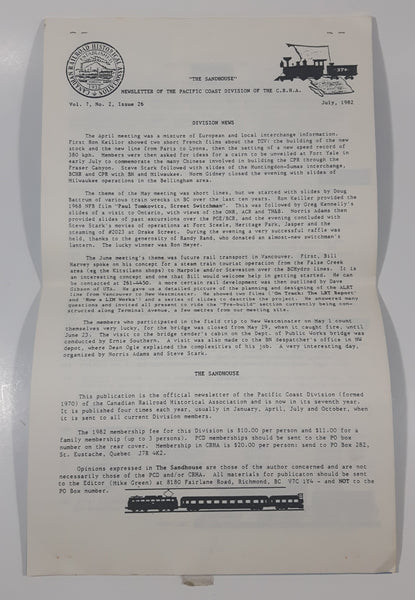 CANADIAN RAILROAD HISTORICAL ASSOCIATION
374
"THE SANDHOUSE"
NEWSLETTER OF THE PACIFIC COAST DIVISION OF THE C.R.H.A.
Vol. 7, No. 2, Issue 26 July, 1982
DIVISION NEWS
The April meeting was a mixture of European and local interchange information.
First Ron Keillor showed two short French films about the TGV: the building of the
stock and the new line from Paris to Lyons, then the setting of a new speed record of
380 kph. Members were then asked for ideas for a cairn to be unveiled at Port Yale in
early July to commemorate the many Chinese involved in building the CPR through the
Fraser Canyon. Steve Stark followed with slides of the Huntingdon-Sumas interchange,
BCHR and CPR with BN and Milwaukee. Norm Gidney closed the evening with slides of
Milwaukee operations in the Bellingham area.
The theme of the May meeting was short lines, but we started with slides by Doug
Battrum of various train wrecks in BC over the last ten years. Ron Keillor provided the
1968 NFB film "Paul Tomkovitz, Street Switchman". This was followed by Greg Kennelly's
slides of a visit to Ontario, with views of the ONR, ACR and TH&B. Norris Adams then
provided slides of past excursions over the PGE/BCR, and the evening concluded with
Steve Stark's movies of operations at Fort Steele, Heritage Park, Jasper and the
steaming of #2023 at Drake Street. During the evening a very successful raffle was
held, thanks to the generosity of Randy Rand, who donated an almost-new switchman's
lantern. The lucky winner was Ron Meyer.
The June meeting's theme was future rail transport in Vancouver. First, Bill
Harvey spoke on his concept for a steam train tourist operation from the False Creek
area (eg the Kitsilano shops) to Marpole and/or Steveston over the BCHydro lines. It is
an interesting concept and one that Bill would welcome help in getting started. He can
be contacted at 261-4450. A more certain rail development was then outlined by Dave
Gibson of UTA. He gave us a detailed picture of the planning and designing of the ALRT
line from Vancouver to New Westminster. He showed two films ("The LRT System"
and "How a LIM Works") and a series of slides to describe the project. He answered many
questions and invited all present to ride the "Pre-build" section currently being con-
structed along Terminal Avenue, a few metres from our meeting site.
The members who participated in the field trip to New Westminster on May 1 count
themselves very lucky, for the bridge was closed from May 29, when it caught fire, until
June 23. The visit to the bridge tender's cabin on the Dept. of Public Works bridge was
conducted by Ernie Southern. A visit was also made to the BN despatcher's office in NW
depot, where Dean Ogle explained the complexities of his job. A very interesting day,
organized by Norris Adams and Steve Stark.
THE SANDHOUSE
This publication is the official newsletter of the Pacific Coast Division (formed
1970) of the Canadian Railroad Historical Association and is now in its seventh year.
It is published four times each year, usually in January, April, July and October, when
it is sent to all current Division members.
The 1982 membership fee for this Division is $10.00 per person and $11.00 for a
family membership (up to 3 persons). PCD memberships should be sent to the PO box
number on the rear cover. Membership in CRHA is $20.00 per person: send to PO Box 282,
St. Eustache, Quebec J7R 4K2.
Opinions expressed in The Sandhouse are those of the author concerned and are not
necessarily those of the PCD and/or CRHA. All materials for publicaton should be sent
to the Editor (Mike Green) at 8180 Fairlane Road, Richmond, BC V7C 1Y4 - and NOT to the
PO Box number.